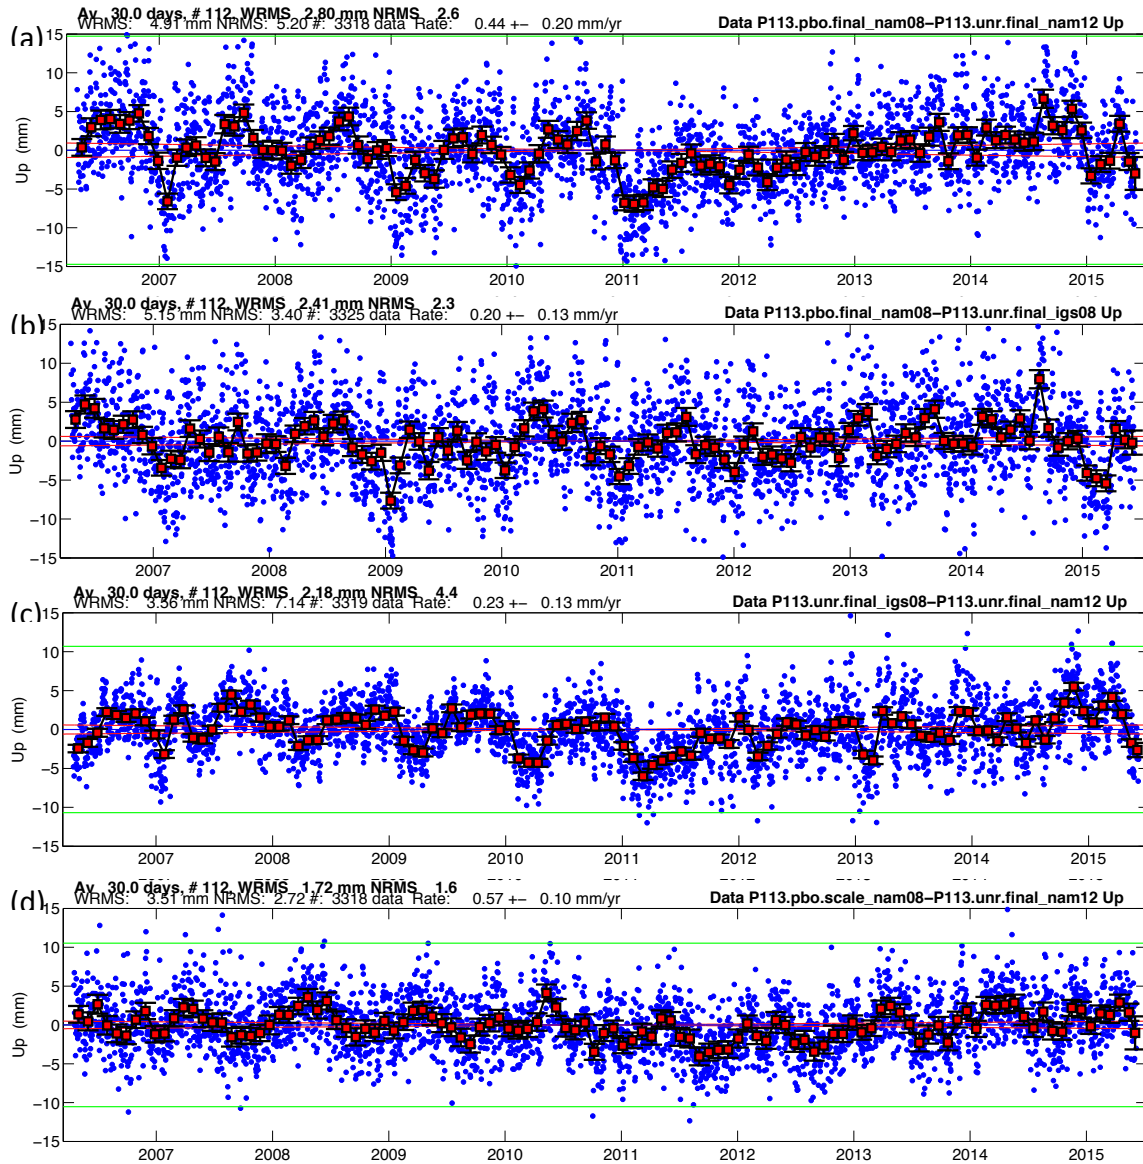 (a)
Av 30.0 days, # 112, WRMS 2.80 mm NRMS 2.6
WRMS: 4.91 mm NRMS: 5.20 #: 3318 data Rate: 0.44 +− 0.20 mm/yr
Data P113.pbo.final_nam08−P113.unr.final_nam12 Up
Up (mm)
15
10
5
0
−5
−10
−15
2007 2008 2009 2010 2011 2012 2013 2014 2015
(b)
Av 30.0 days, # 112, WRMS 2.41 mm NRMS 2.3
WRMS: 5.15 mm NRMS: 3.40 #: 3325 data Rate: 0.20 +− 0.13 mm/yr
Data P113.pbo.final_nam08−P113.unr.final_igs08 Up
Up (mm)
15
10
5
0
−5
−10
−15
2007 2008 2009 2010 2011 2012 2013 2014 2015
(c)
Av 30.0 days, # 112, WRMS 2.18 mm NRMS 4.4
WRMS: 3.56 mm NRMS: 7.14 #: 3319 data Rate: 0.23 +− 0.13 mm/yr
Data P113.unr.final_igs08−P113.unr.final_nam12 Up
Up (mm)
15
10
5
0
−5
−10
−15
2007 2008 2009 2010 2011 2012 2013 2014 2015
(d)
Av 30.0 days, # 112, WRMS 1.72 mm NRMS 1.6
WRMS: 3.51 mm NRMS: 2.72 #: 3318 data Rate: 0.57 +− 0.10 mm/yr
Data P113.pbo.scale_nam08−P113.unr.final_nam12 Up
Up (mm)
15
10
5
0
−5
−10
−15
2007 2008 2009 2010 2011 2012 2013 2014 2015